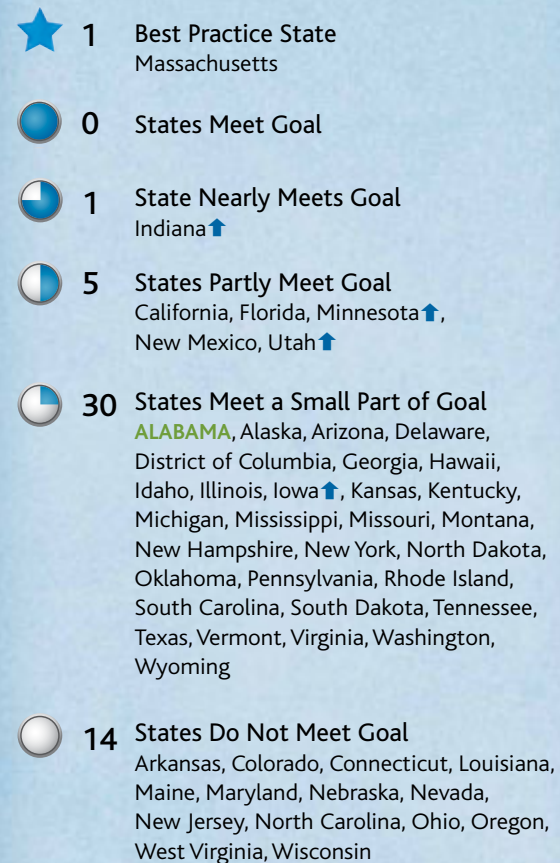 1 Best Practice State
Massachusetts
0 States Meet Goal
1 State Nearly Meets Goal
Indiana⬆
5 States Partly Meet Goal
California, Florida, Minnesota⬆,
New Mexico, Utah⬆
30 States Meet a Small Part of Goal
ALABAMA, Alaska, Arizona, Delaware,
District of Columbia, Georgia, Hawaii,
Idaho, Illinois, Iowa⬆, Kansas, Kentucky,
Michigan, Mississippi, Missouri, Montana,
New Hampshire, New York, North Dakota,
Oklahoma, Pennsylvania, Rhode Island,
South Carolina, South Dakota, Tennessee,
Texas, Vermont, Virginia, Washington,
Wyoming
14 States Do Not Meet Goal
Arkansas, Colorado, Connecticut, Louisiana,
Maine, Maryland, Nebraska, Nevada,
New Jersey, North Carolina, Ohio, Oregon,
West Virginia, Wisconsin